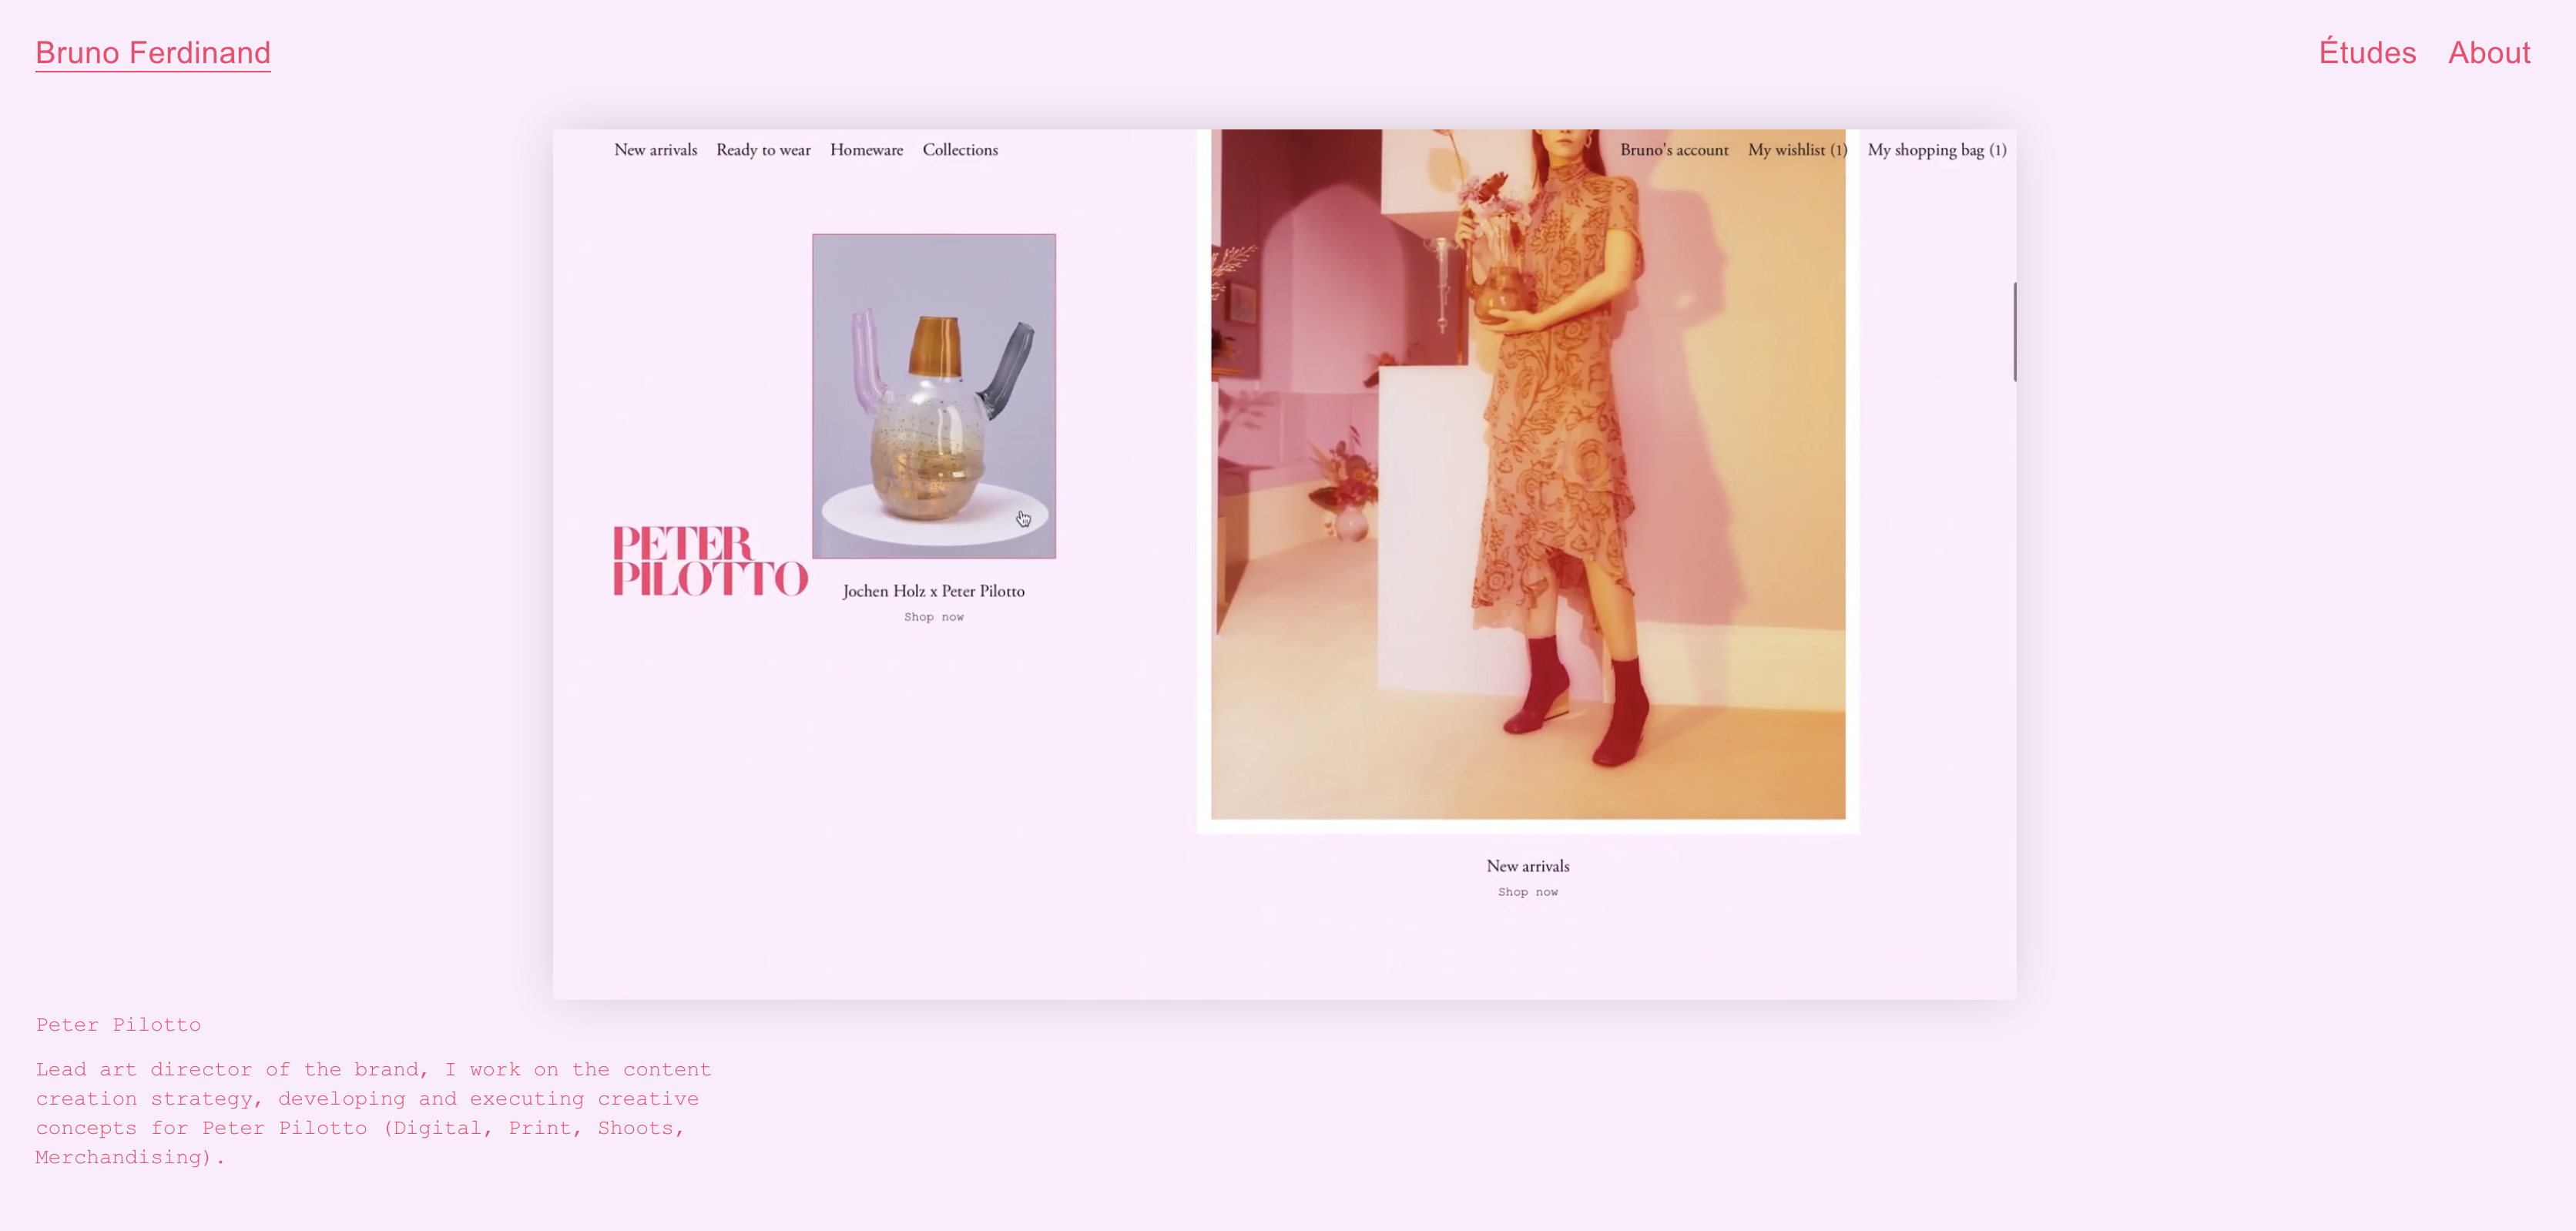 Bruno Ferdinand
Études About
New arrivals Ready to wear Homeware Collections
Bruno's account My wishlist (1) My shopping bag (1)
PETER
PILOTTO
Jochen Holz x Peter Pilotto
Shop now
New arrivals
Shop now
Peter Pilotto
Lead art director of the brand, I work on the content
creation strategy, developing and executing creative
concepts for Peter Pilotto (Digital, Print, Shoots,
Merchandising).